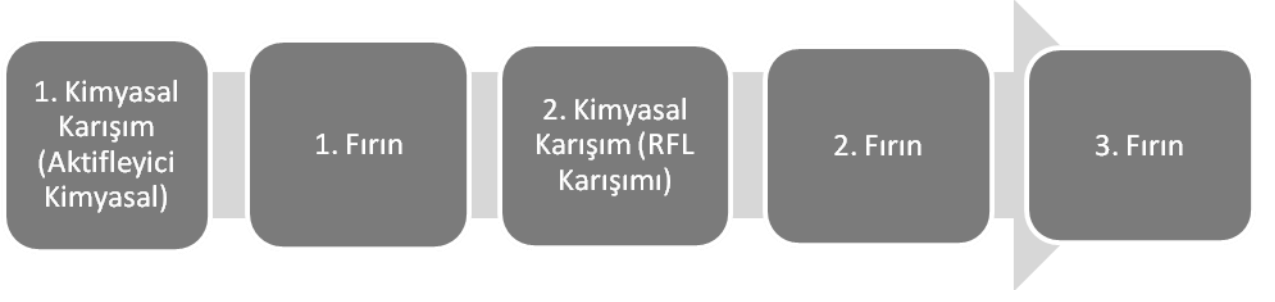 1. Kimyasal
Karışım
(Aktifleyici
Kimyasal)
1. Fırın
2. Kimyasal
Karışım (RFL
Karışımı)
2. Fırın
3. Fırın